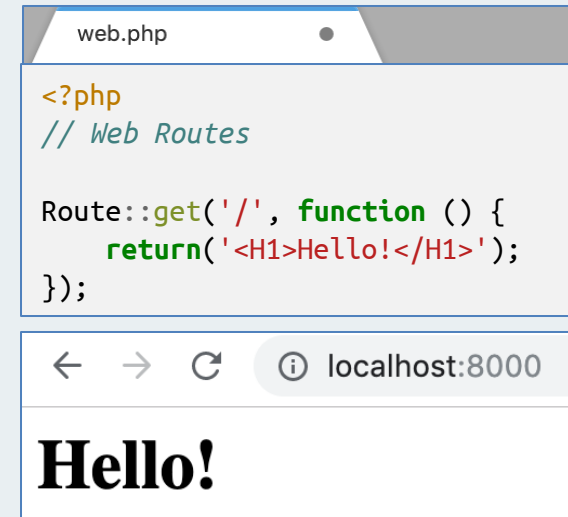 web.php
<?php
// Web Routes
Route::get('/', function () {
    return('<H1>Hello!</H1>');
});
localhost:8000
Hello!